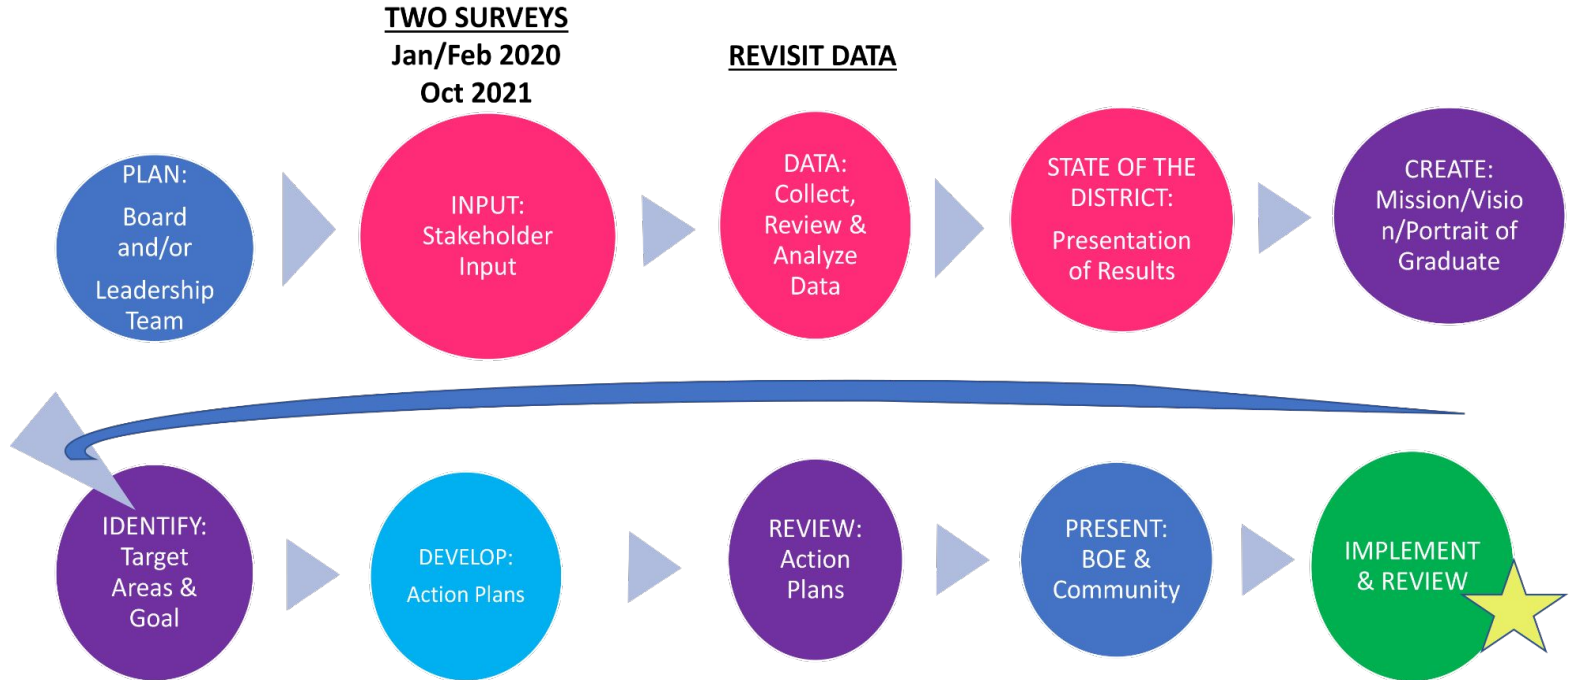 TWO SURVEYS
Jan/Feb 2020
Oct 2021
REVISIT DATA
PLAN:
Board
and/or
Leadership
Team
INPUT:
Stakeholder
Input
DATA:
Collect,
Review &
Analyze
Data
STATE OF THE
DISTRICT:
Presentation
of Results
CREATE:
Mission/Visio
n/Portrait of
Graduate
IDENTIFY:
Target
Areas &
Goal
DEVELOP:
Action Plans
REVIEW:
Action
Plans
PRESENT:
BOE &
Community
IMPLEMENT
& REVIEW